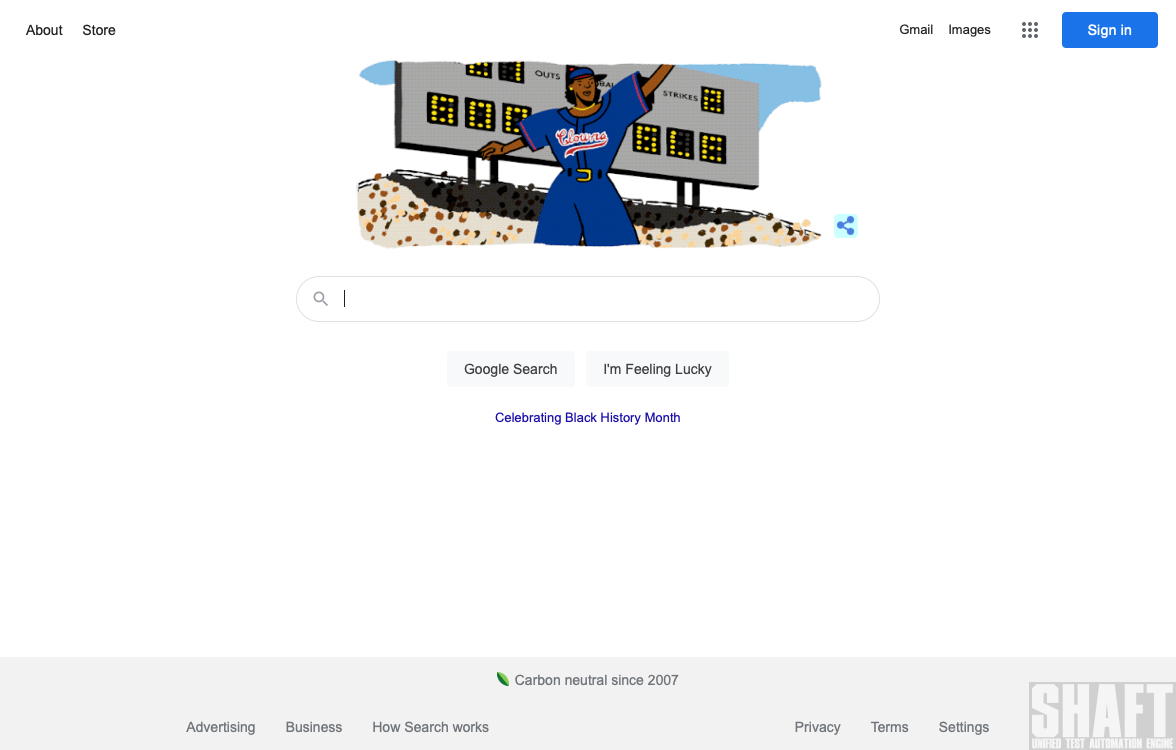 About Store
Gmail Images
Sign in
OUTS
STRIKES
Clowns
Google Search
I'm Feeling Lucky
Celebrating Black History Month
Carbon neutral since 2007
Advertising Business How Search works
Privacy Terms Settings
SHAFT
UNIFIED TEST AUTOMATION ENGINE